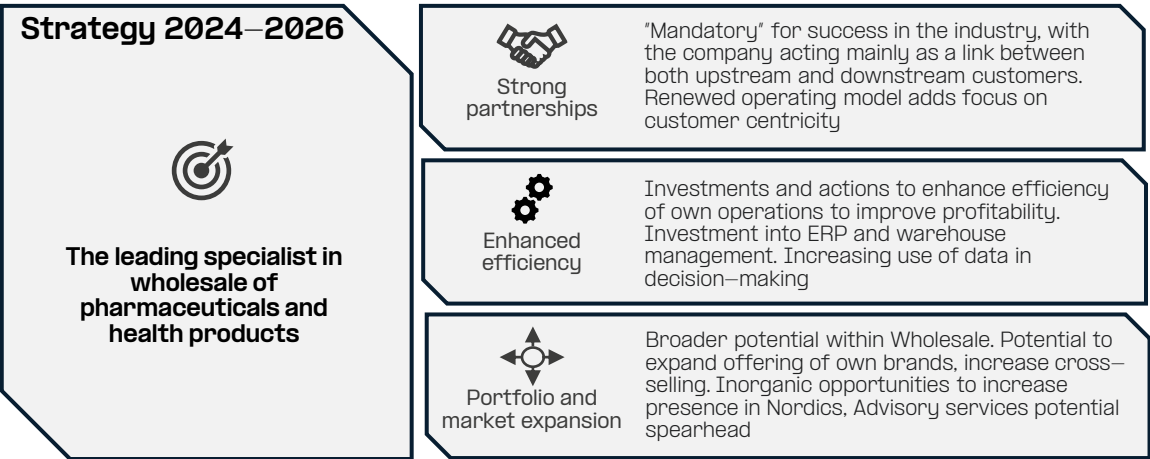 Strategy 2024–2026
The leading specialist in
wholesale of
pharmaceuticals and
health products
Strong
partnerships
"Mandatory" for success in the industry, with
the company acting mainly as a link between
both upstream and downstream customers.
Renewed operating model adds focus on
customer centricity
Enhanced
efficiency
Investments and actions to enhance efficiency
of own operations to improve profitability.
Investment into ERP and warehouse
management. Increasing use of data in
decision–making
Portfolio and
market expansion
Broader potential within Wholesale. Potential to
expand offering of own brands, increase cross–
selling. Inorganic opportunities to increase
presence in Nordics, Advisory services potential
spearhead